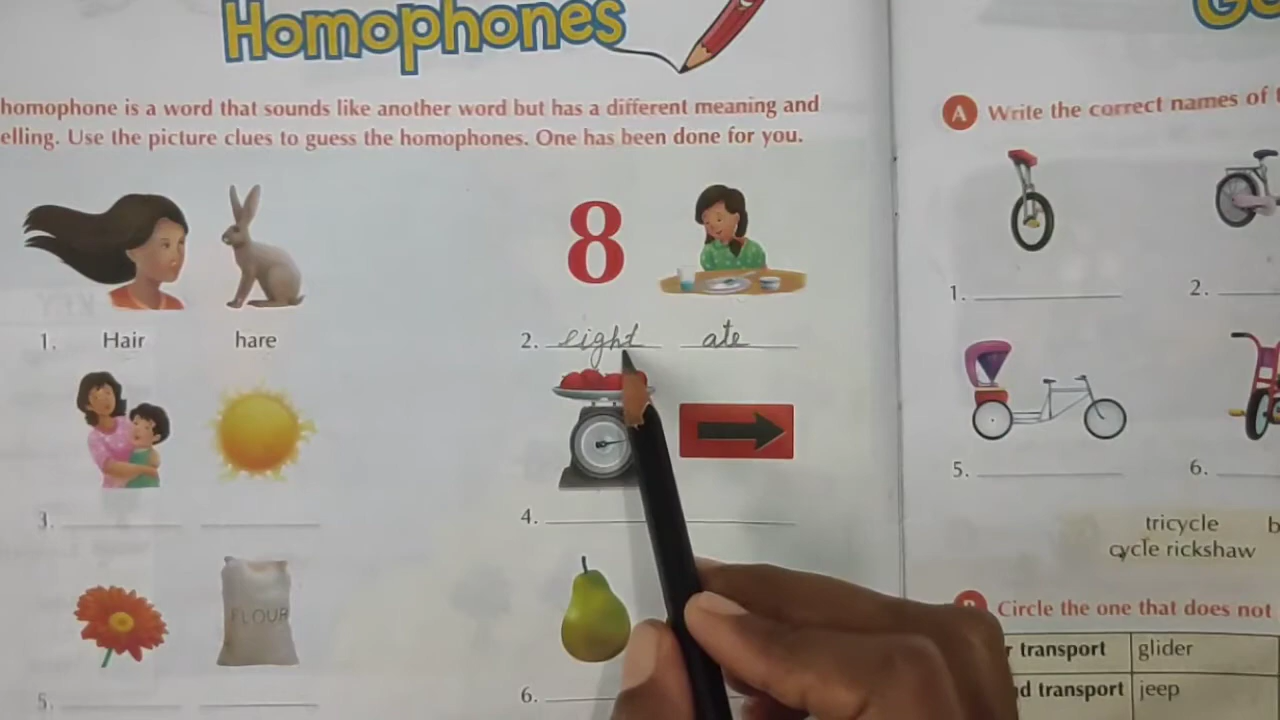 Homophones
homophone is a word that sounds like another word but has a different meaning and
elling. Use the picture clues to guess the homophones. One has been done for you.
8
1. Hair hare
2. eight ate
3.
4.
FLOUR
5.
6.
A Write the correct names of
1.
2.
5.
6.
tricycle
cycle rickshaw
B Circle the one that does not
transport glider
transport jeep